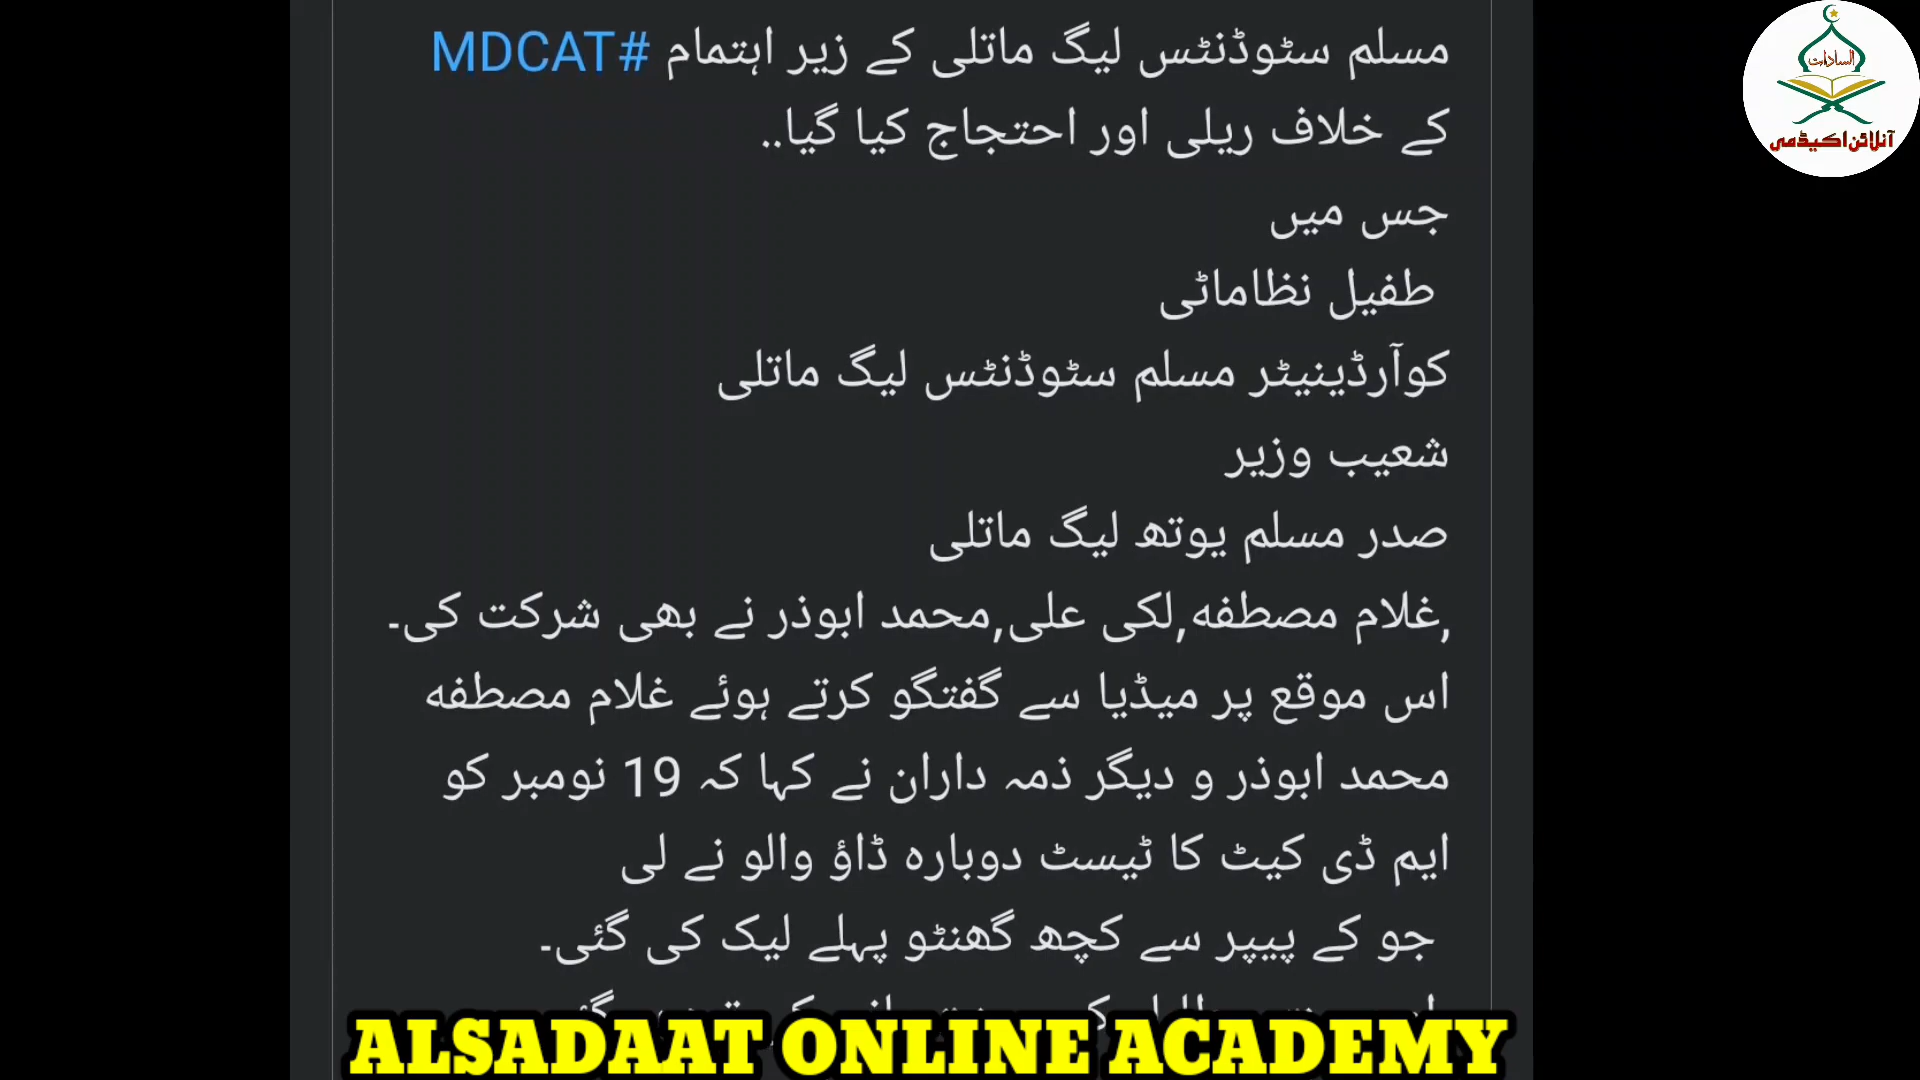 مسلم سٹوڈنٹس لیگ ماتلی کے زیر اہتمام #MDCAT
کے خلاف ریلی اور احتجاج کیا گیا..
جس میں
طفیل نظاماٹی
کوآرڈینیٹر مسلم سٹوڈنٹس لیگ ماتلی
شعیب وزیر
صدر مسلم یوتھ لیگ ماتلی
,غلام مصطفه,لکی علی,محمد ابوذر نے بھی شرکت کی۔
اس موقع پر میڈیا سے گفتگو کرتے ہوئے غلام مصطفه
محمد ابوذر و دیگر ذمہ داران نے کہا کہ 19 نومبر کو
ایم ڈی کیٹ کا ٹیسٹ دوبارہ ڈاؤ والو نے لی
جو کے پیپر سے کچھ گھنٹو پہلے لیک کی گئی۔
ALSADAAT ONLINE ACADEMY
السادات
آنلائن اکیڈمی